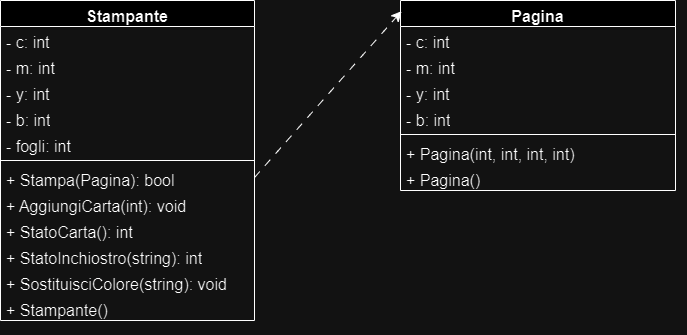 Stampante
- c: int
- m: int
- y: int
- b: int
- fogli: int
+ Stampa(Pagina): bool
+ AggiungiCarta(int): void
+ StatoCarta(): int
+ StatoInchiostro(string): int
+ SostituisciColore(string): void
+ Stampante()
Pagina
- c: int
- m: int
- y: int
- b: int
+ Pagina(int, int, int, int)
+ Pagina()